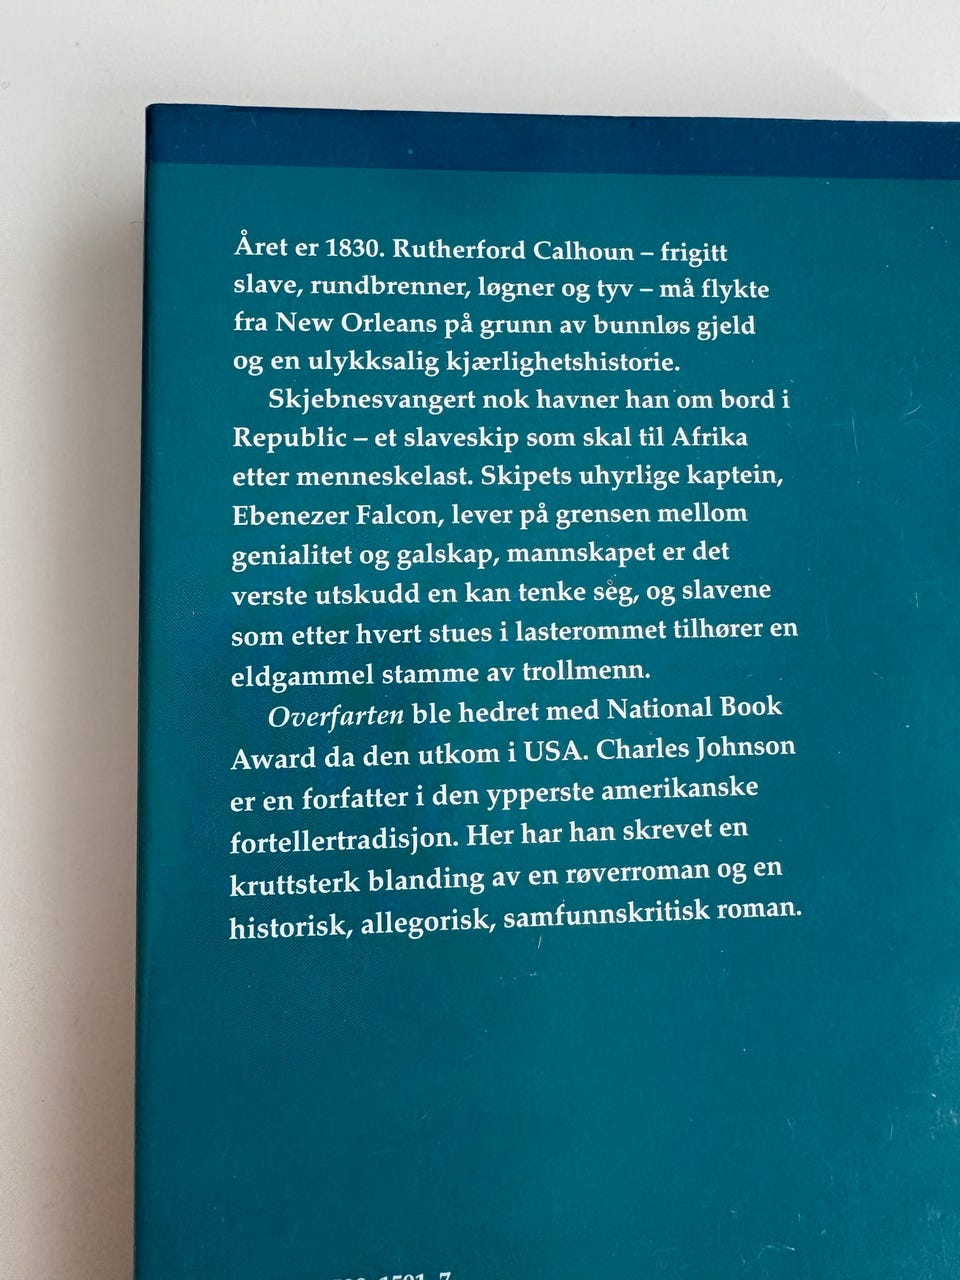 Året er 1830. Rutherford Calhoun – frigitt
slave, rundbrenner, løgner og tyv – må flykte
fra New Orleans på grunn av bunnløs gjeld
og en ulykksalig kjærlighetshistorie.
Skjebnesvangert nok havner han om bord i
Republic – et slaveskip som skal til Afrika
etter menneskelast. Skipets uhyrlige kaptein,
Ebenezer Falcon, lever på grensen mellom
genialitet og galskap, mannskapet er det
verste utskudd en kan tenke seg, og slavene
som etter hvert stues i lasterommet tilhører en
eldgammel stamme av trollmenn.
Overfarten ble hedret med National Book
Award da den utkom i USA. Charles Johnson
er en forfatter i den ypperste amerikanske
fortellertradisjon. Her har han skrevet en
kruttsterk blanding av en røverroman og en
historisk, allegorisk, samfunnskritisk roman.